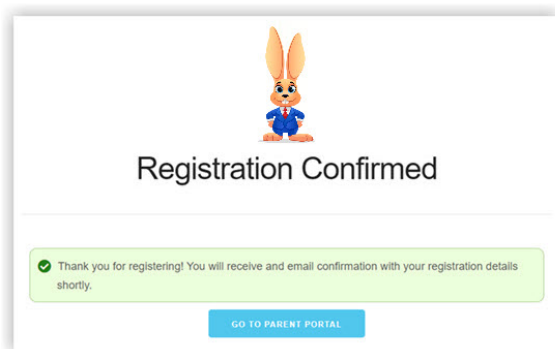 Registration Confirmed
Thank you for registering! You will receive and email confirmation with your registration details
shortly.
GO TO PARENT PORTAL